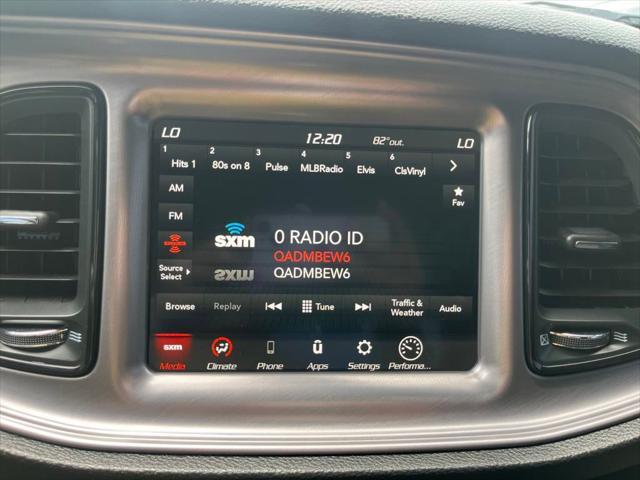 LO 12:20 82°out. LO
1 2 3 4 5 6
Hits 1 80s on 8 Pulse MLBRadio Elvis ClsVinyl
AM
FM
Fav
sxm 0 RADIO ID
QADMBEW6
sxm QADMBEW6
Source
Select
Browse Replay Tune Traffic &
Weather Audio
sxm
Media Climate Phone Apps Settings Performa...